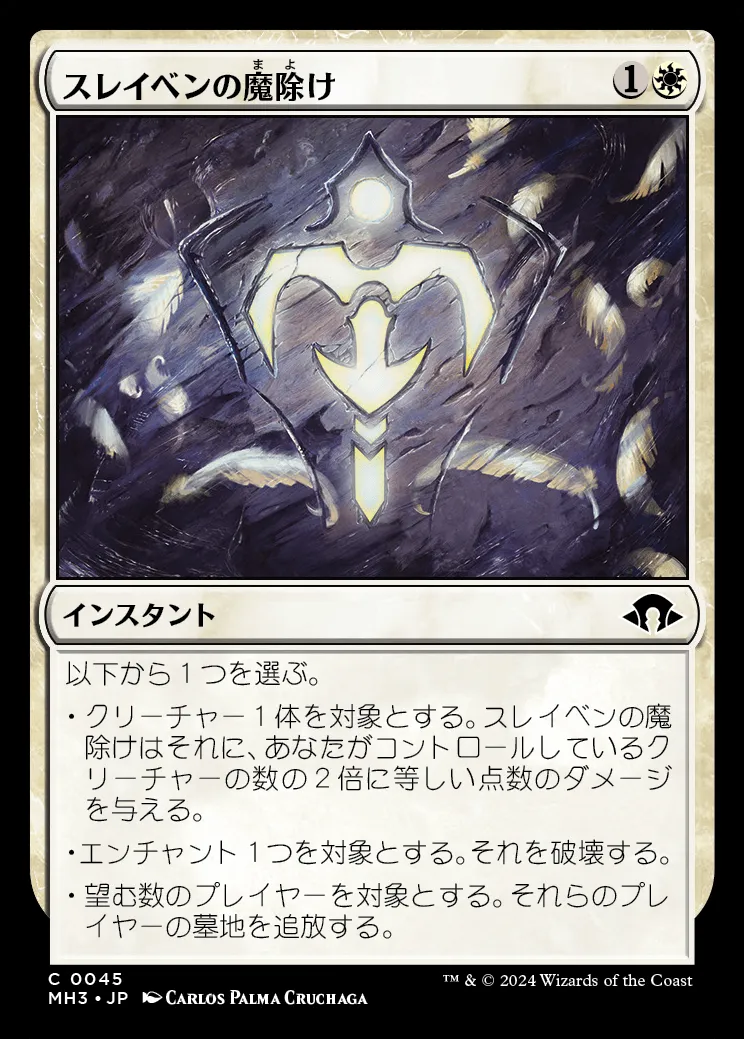 スレイベンの魔除け
まよ
1
インスタント
以下から1つを選ぶ。
・クリーチャー1体を対象とする。スレイベンの魔
除けはそれに、あなたがコントロールしているク
リーチャーの数の2倍に等しい点数のダメージ
を与える。
・エンチャント1つを対象とする。それを破壊する。
・望む数のプレイヤーを対象とする。それらのプレ
イヤーの墓地を追放する。
C 0045
MH3・JP CARLOS PALMA CRUCHAGA
™ & © 2024 Wizards of the Coast